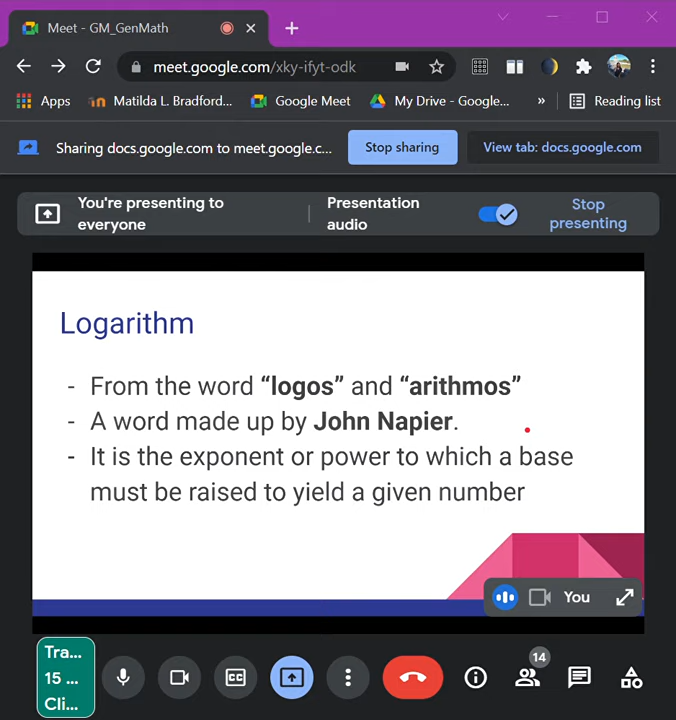 Meet - GM_GenMath
meet.google.com/xky-ifyt-odk
Apps
Matilda L. Bradford...
Google Meet
My Drive - Google...
»
Reading list
Sharing docs.google.com to meet.google.c...
Stop sharing
View tab: docs.google.com
You're presenting to
everyone
Presentation
audio
Stop
presenting
Logarithm
- From the word “logos” and “arithmos”
- A word made up by John Napier.
- It is the exponent or power to which a base
must be raised to yield a given number
You
Tra...
15 ...
Cli...
CC
14